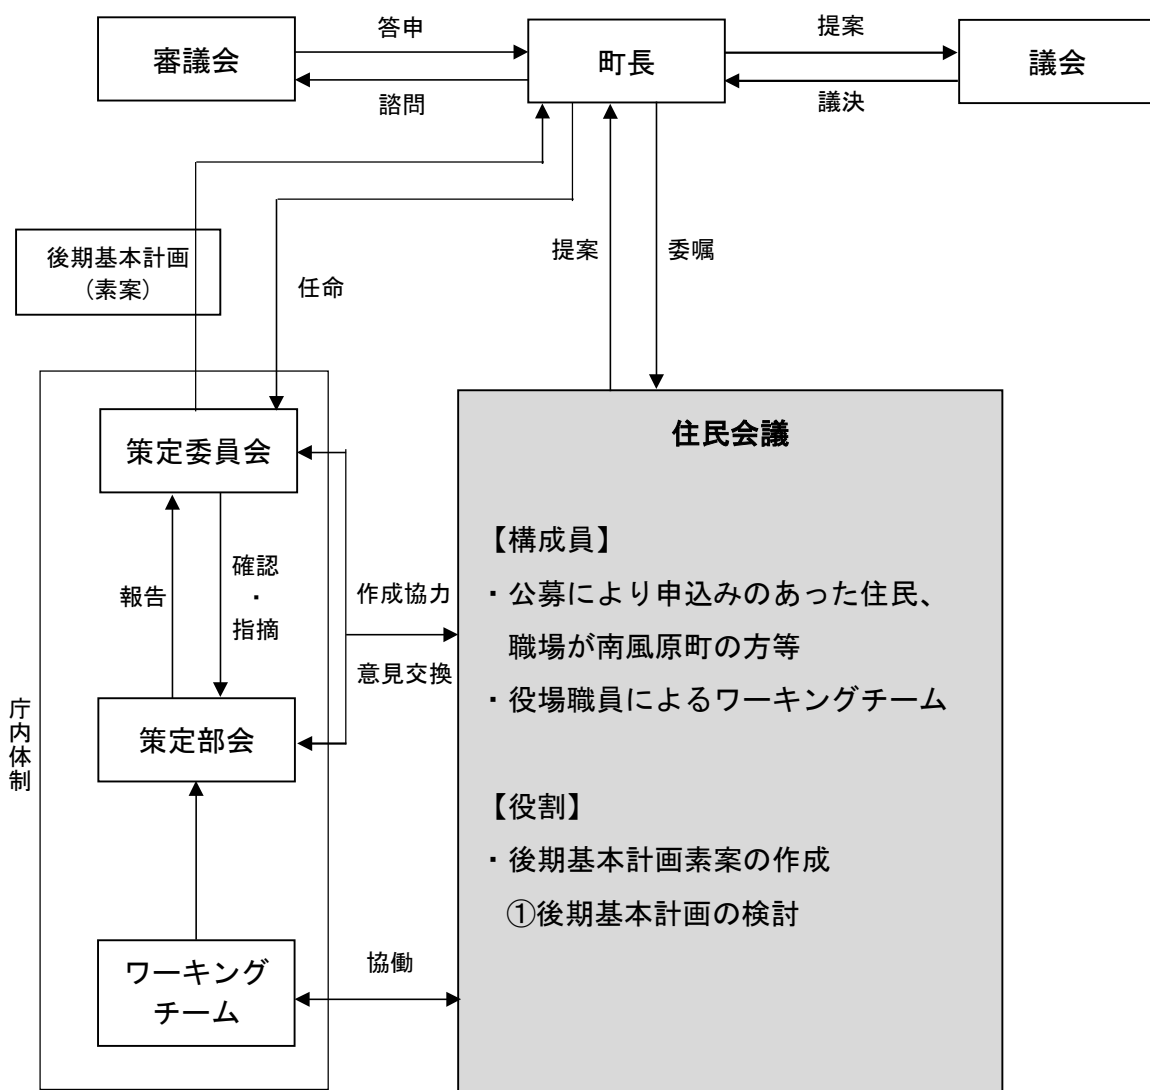 答申
提案
審議会
町長
議会
諮問
議決
後期基本計画
(素案)
任命
提案
委嘱
策定委員会
報告
確認
・
指摘
作成協力
意見交換
庁内体制
策定部会
ワーキング
チーム
協働
住民会議
【構成員】
・公募により申込みのあった住民、
職場が南風原町の方等
・役場職員によるワーキングチーム
【役割】
・後期基本計画素案の作成
①後期基本計画の検討